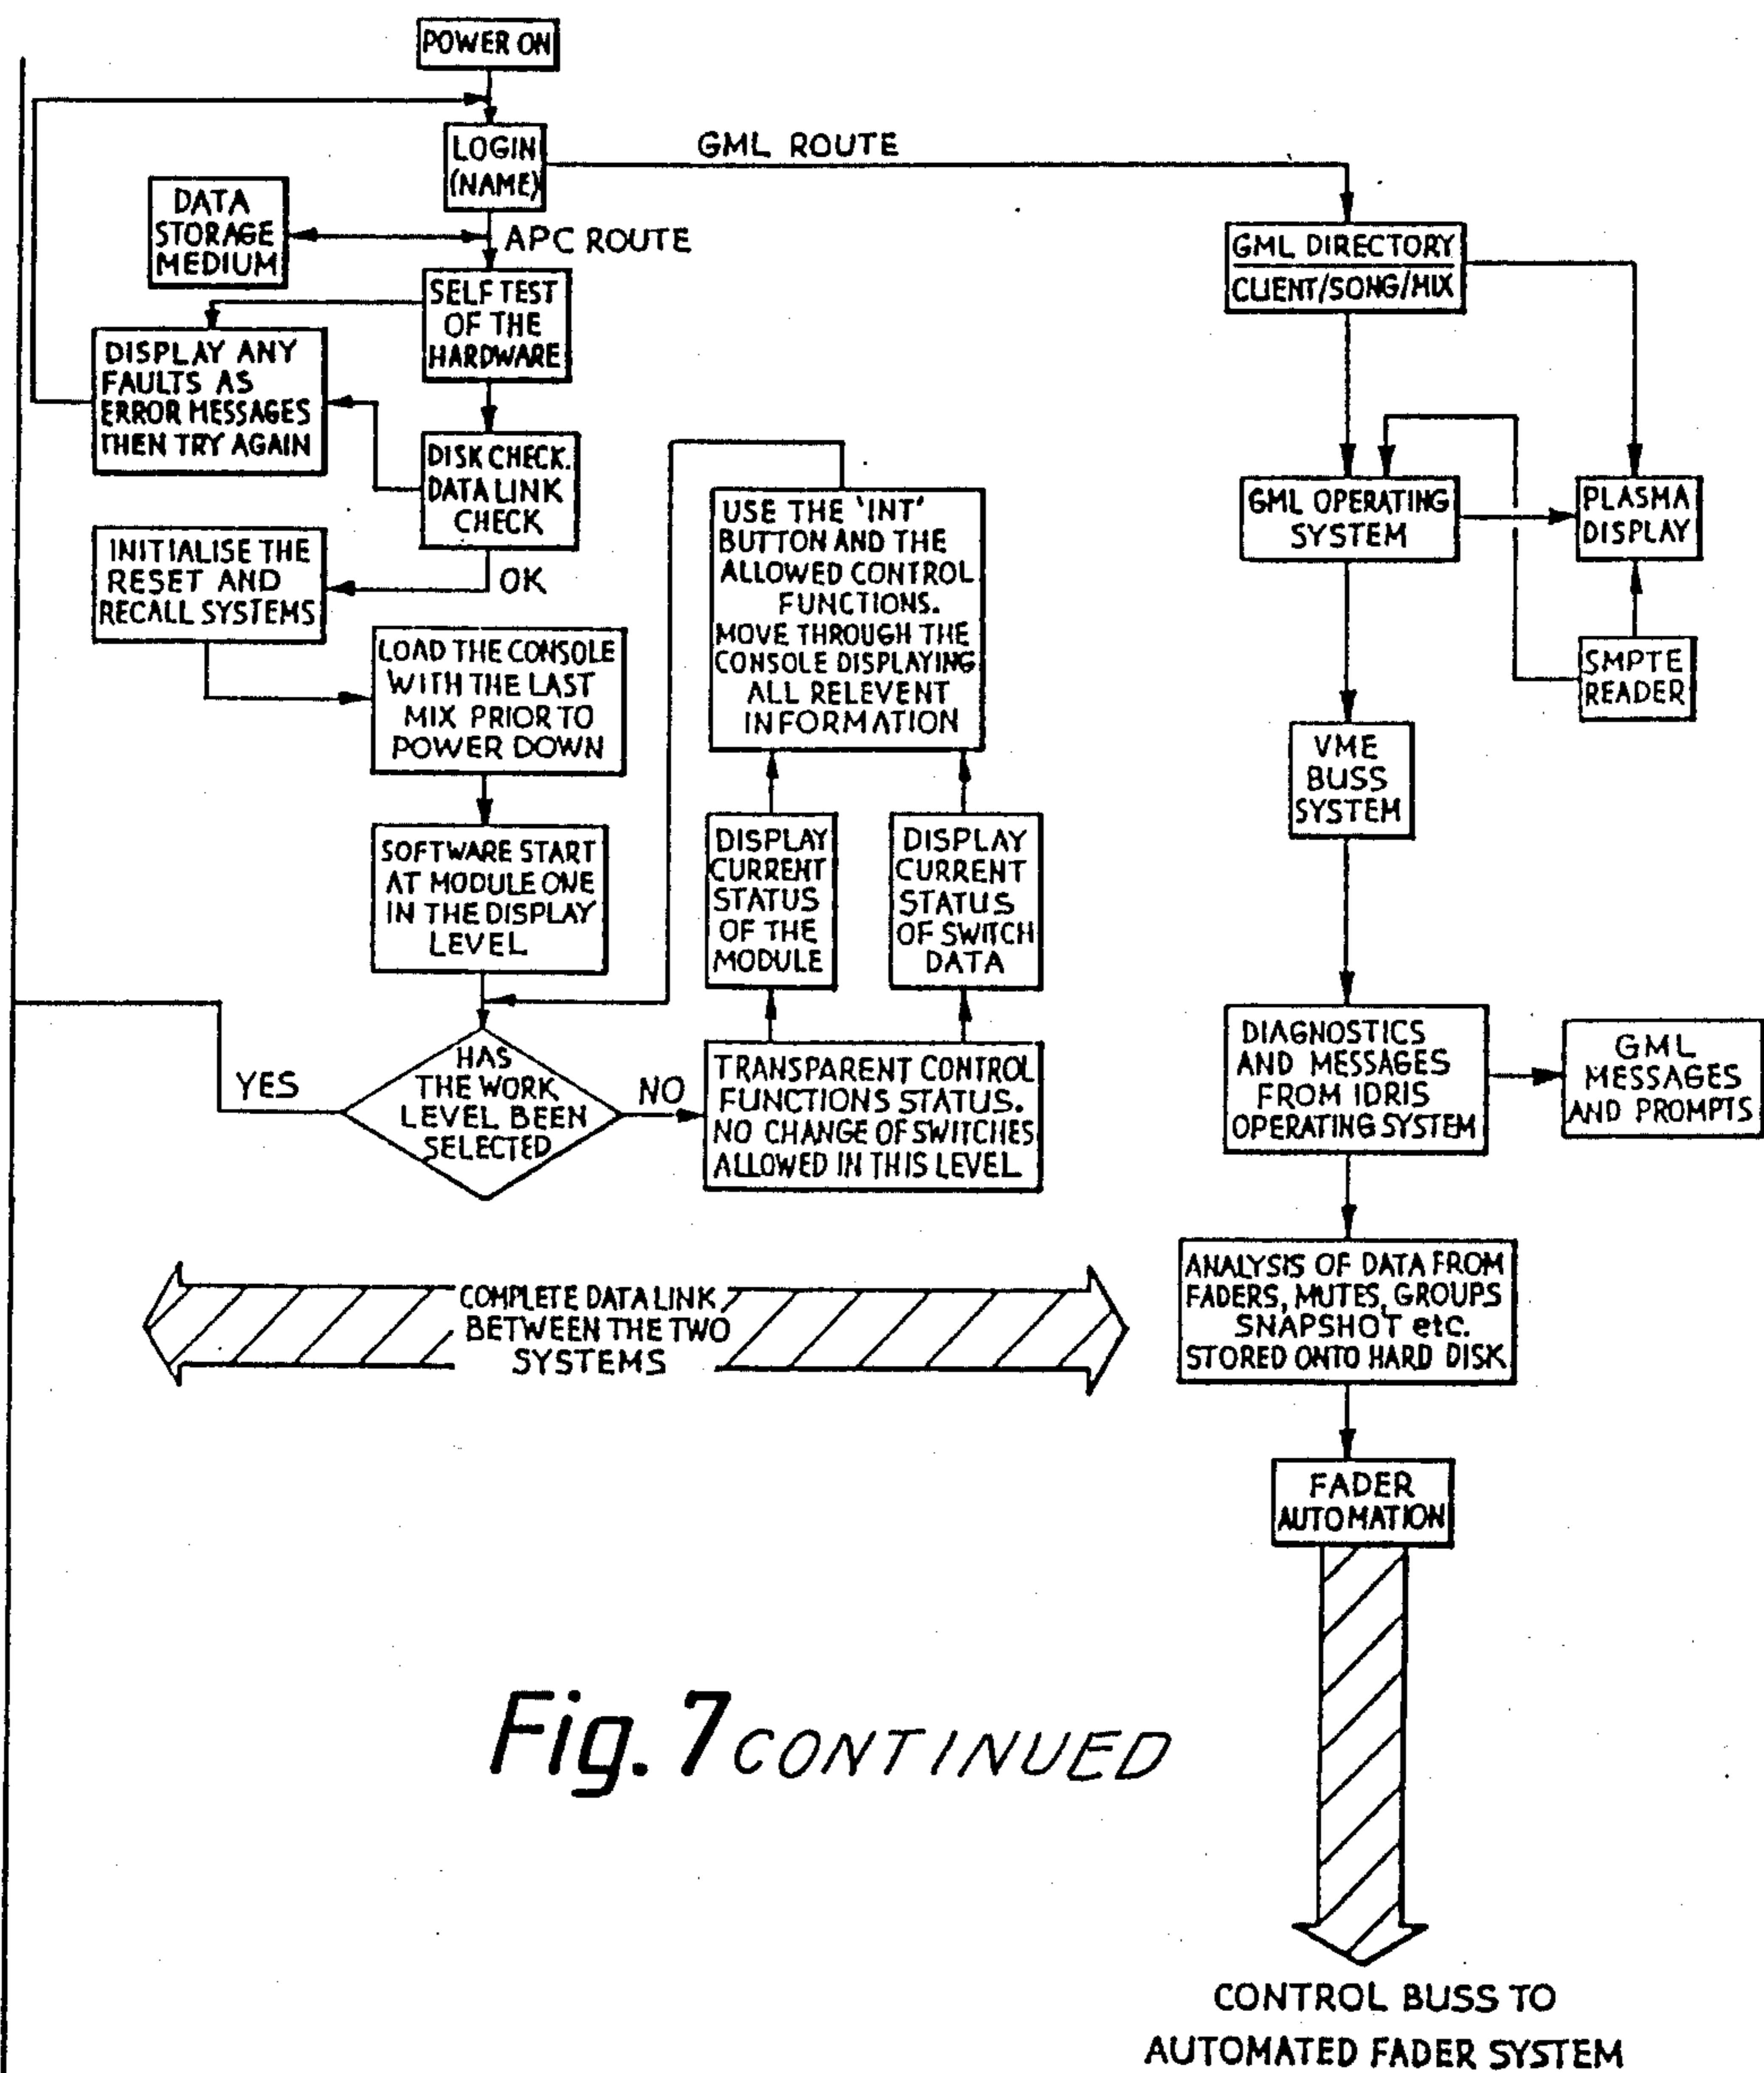 POWER ON
LOGIN
(NAME)
GML ROUTE
DATA
STORAGE
MEDIUM
APC ROUTE
SELF TEST
OF THE
HARDWARE
DISPLAY ANY
FAULTS AS
ERROR MESSAGES
THEN TRY AGAIN
DISK CHECK.
DATA LINK
CHECK
OK
INITIALISE THE
RESET AND
RECALL SYSTEMS
LOAD THE CONSOLE
WITH THE LAST
MIX PRIOR TO
POWER DOWN
SOFTWARE START
AT MODULE ONE
IN THE DISPLAY
LEVEL
HAS
THE WORK
LEVEL BEEN
SELECTED
YES
NO
TRANSPARENT CONTROL
FUNCTIONS STATUS.
NO CHANGE OF SWITCHES
ALLOWED IN THIS LEVEL
DISPLAY
CURRENT
STATUS
OF THE
MODULE
DISPLAY
CURRENT
STATUS
OF SWITCH
DATA
USE THE 'INT'
BUTTON AND THE
ALLOWED CONTROL
FUNCTIONS.
MOVE THROUGH THE
CONSOLE DISPLAYING
ALL RELEVENT
INFORMATION
GML DIRECTORY
CLIENT/SONG/MIX
GML OPERATING
SYSTEM
PLASMA
DISPLAY
SMPTE
READER
VME
BUSS
SYSTEM
DIAGNOSTICS
AND MESSAGES
FROM IDRIS
OPERATING SYSTEM
GML
MESSAGES
AND PROMPTS
COMPLETE DATA LINK
BETWEEN THE TWO
SYSTEMS
ANALYSIS OF DATA FROM
FADERS, MUTES, GROUPS
SNAPSHOT etc.
STORED ONTO HARD DISK
FADER
AUTOMATION
Fig. 7 CONTINUED
CONTROL BUSS TO
AUTOMATED FADER SYSTEM